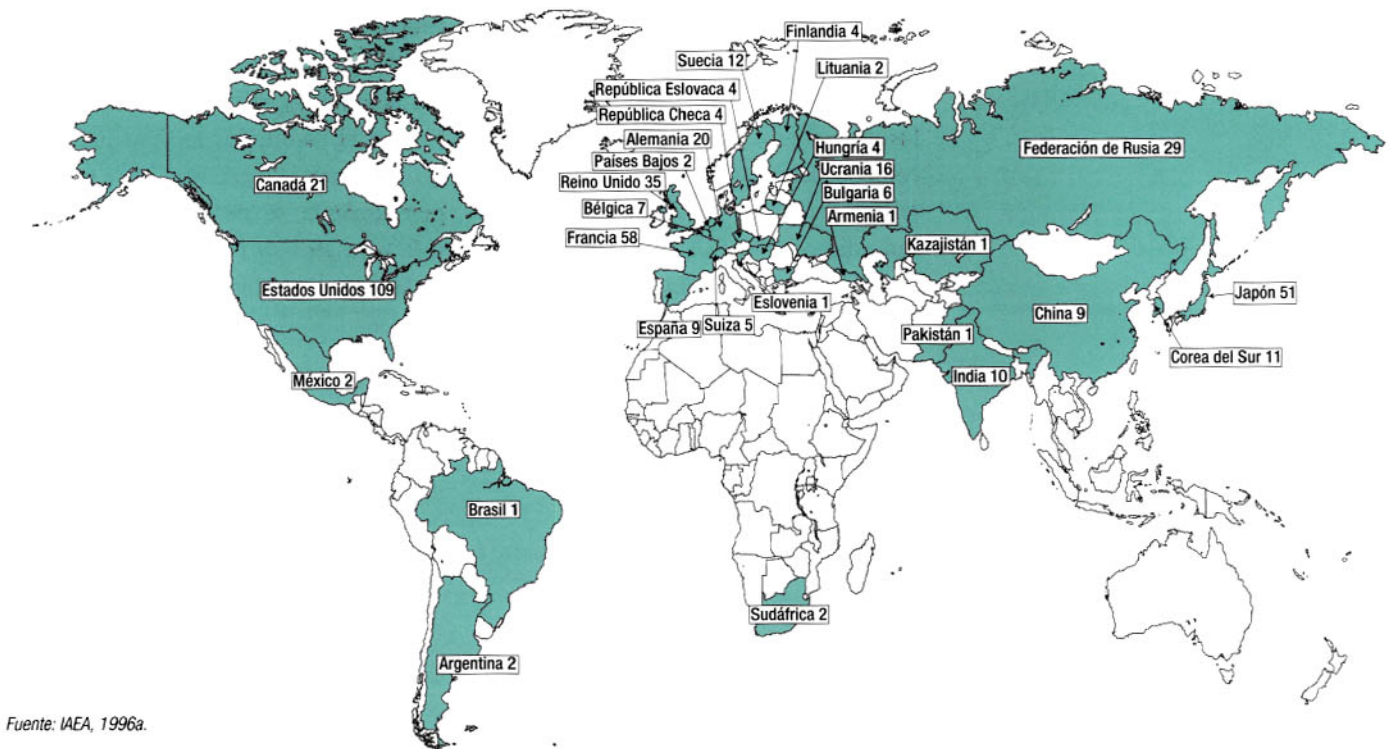 Finlandia 4
Suecia 12
Lituania 2
República Eslovaca 4
República Checa 4
Alemania 20
Hungría 4
Federación de Rusia 29
Países Bajos 2
Ucrania 16
Canadá 21
Reino Unido 35
Bulgaria 6
Bélgica 7
Armenia 1
Francia 58
Kazajistán 1
Estados Unidos 109
Japón 51
Eslovenia 1
China 9
España 9
Suiza 5
Pakistán 1
Corea del Sur 11
México 2
India 10
Brasil 1
Sudáfrica 2
Argentina 2
Fuente: IAEA, 1996a.